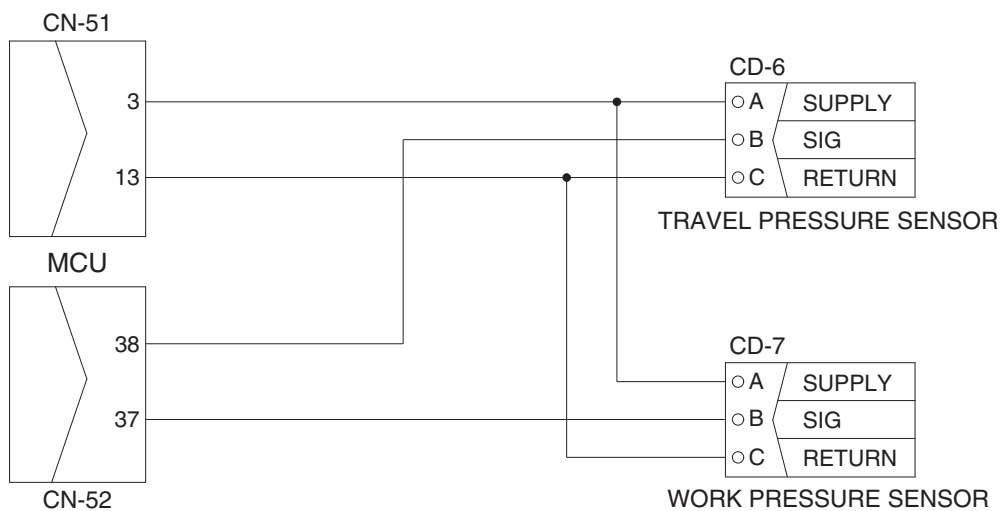 CN-51
3
13
MCU
38
37
CN-52
CD-6
A SUPPLY
B SIG
C RETURN
TRAVEL PRESSURE SENSOR
CD-7
A SUPPLY
B SIG
C RETURN
WORK PRESSURE SENSOR